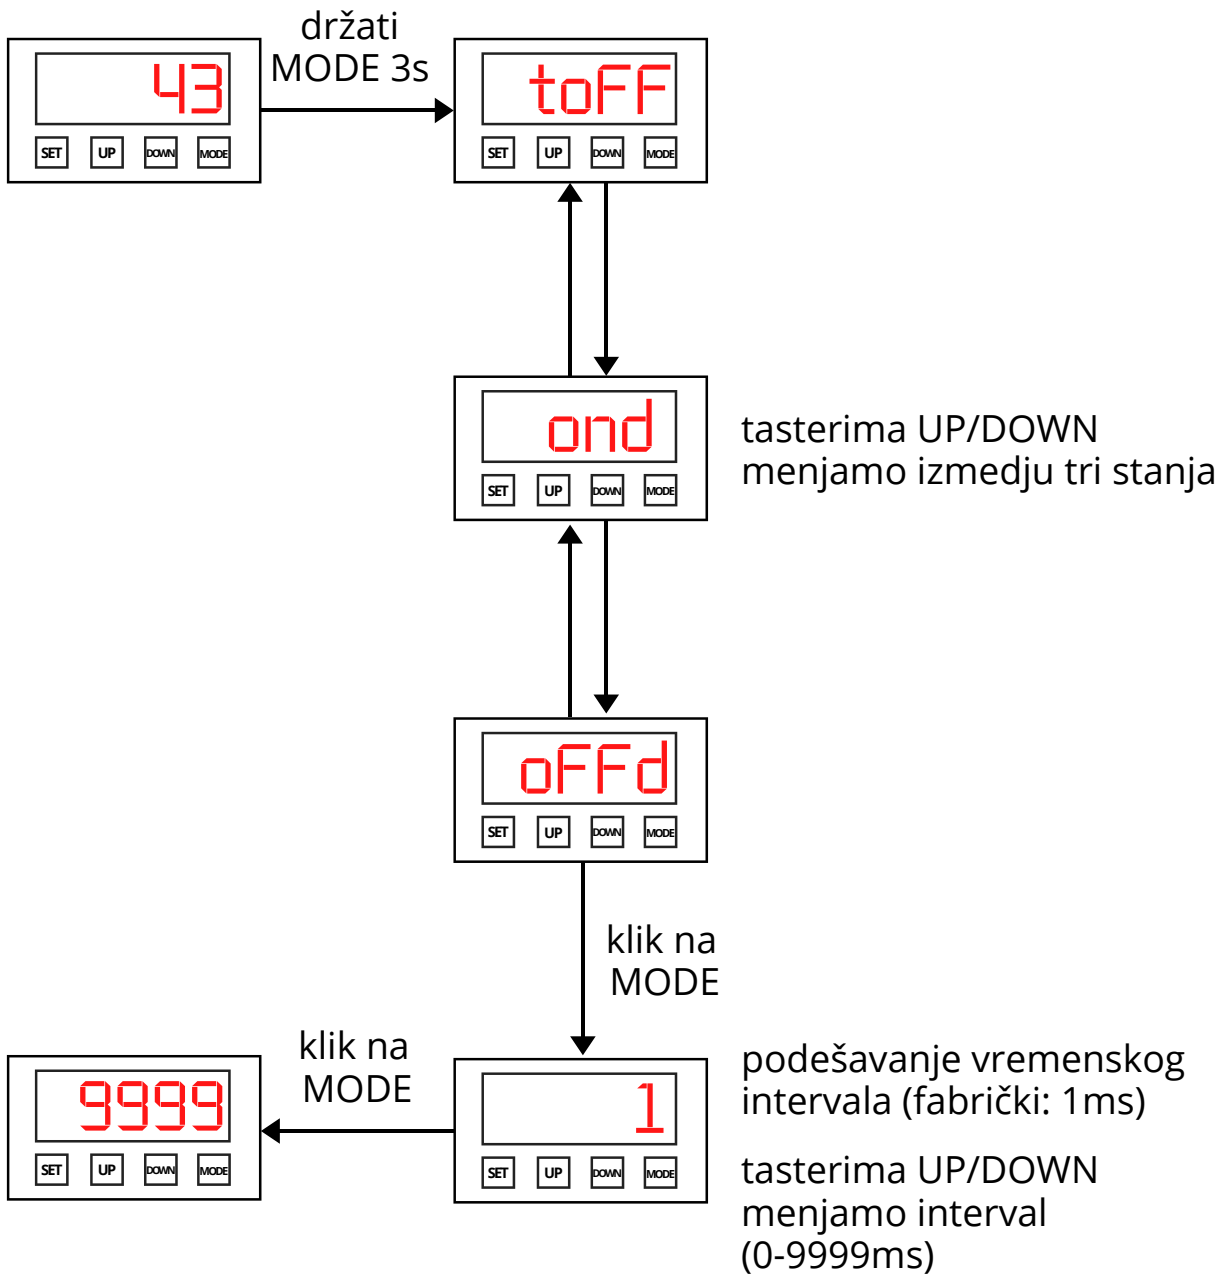 držati
MODE 3s
43
SET UP DOWN MODE
toFF
SET UP DOWN MODE
ond
SET UP DOWN MODE
tasterima UP/DOWN
menjamo izmedju tri stanja
oFFd
SET UP DOWN MODE
klik na
MODE
klik na
MODE
9999
SET UP DOWN MODE
1
SET UP DOWN MODE
podešavanje vremenskog
intervala (fabrički: 1ms)
tasterima UP/DOWN
menjamo interval
(0-9999ms)